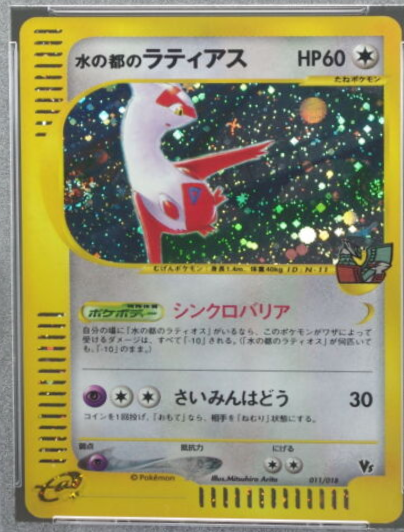 水の都のラティアス HP60
たねポケモン
むげんポケモン：身長1.4m、体重40kg ID：N-11
ポケボディー
特殊能力
シンクロバリア
自分の場に「水の都のラティオス」がいるなら、このポケモンがワザによって
受けるダメージは、すべて「-10」される。（「水の都のラティオス」が何匹いて
も、「-10」のまま。）
さいみんはどう 30
コインを1回投げ、「おもて」なら、相手を「ねむり」状態にする。
弱点 抵抗力 にげる
© Pokémon Illus.Mitsuhiro Arita 011/018 VS